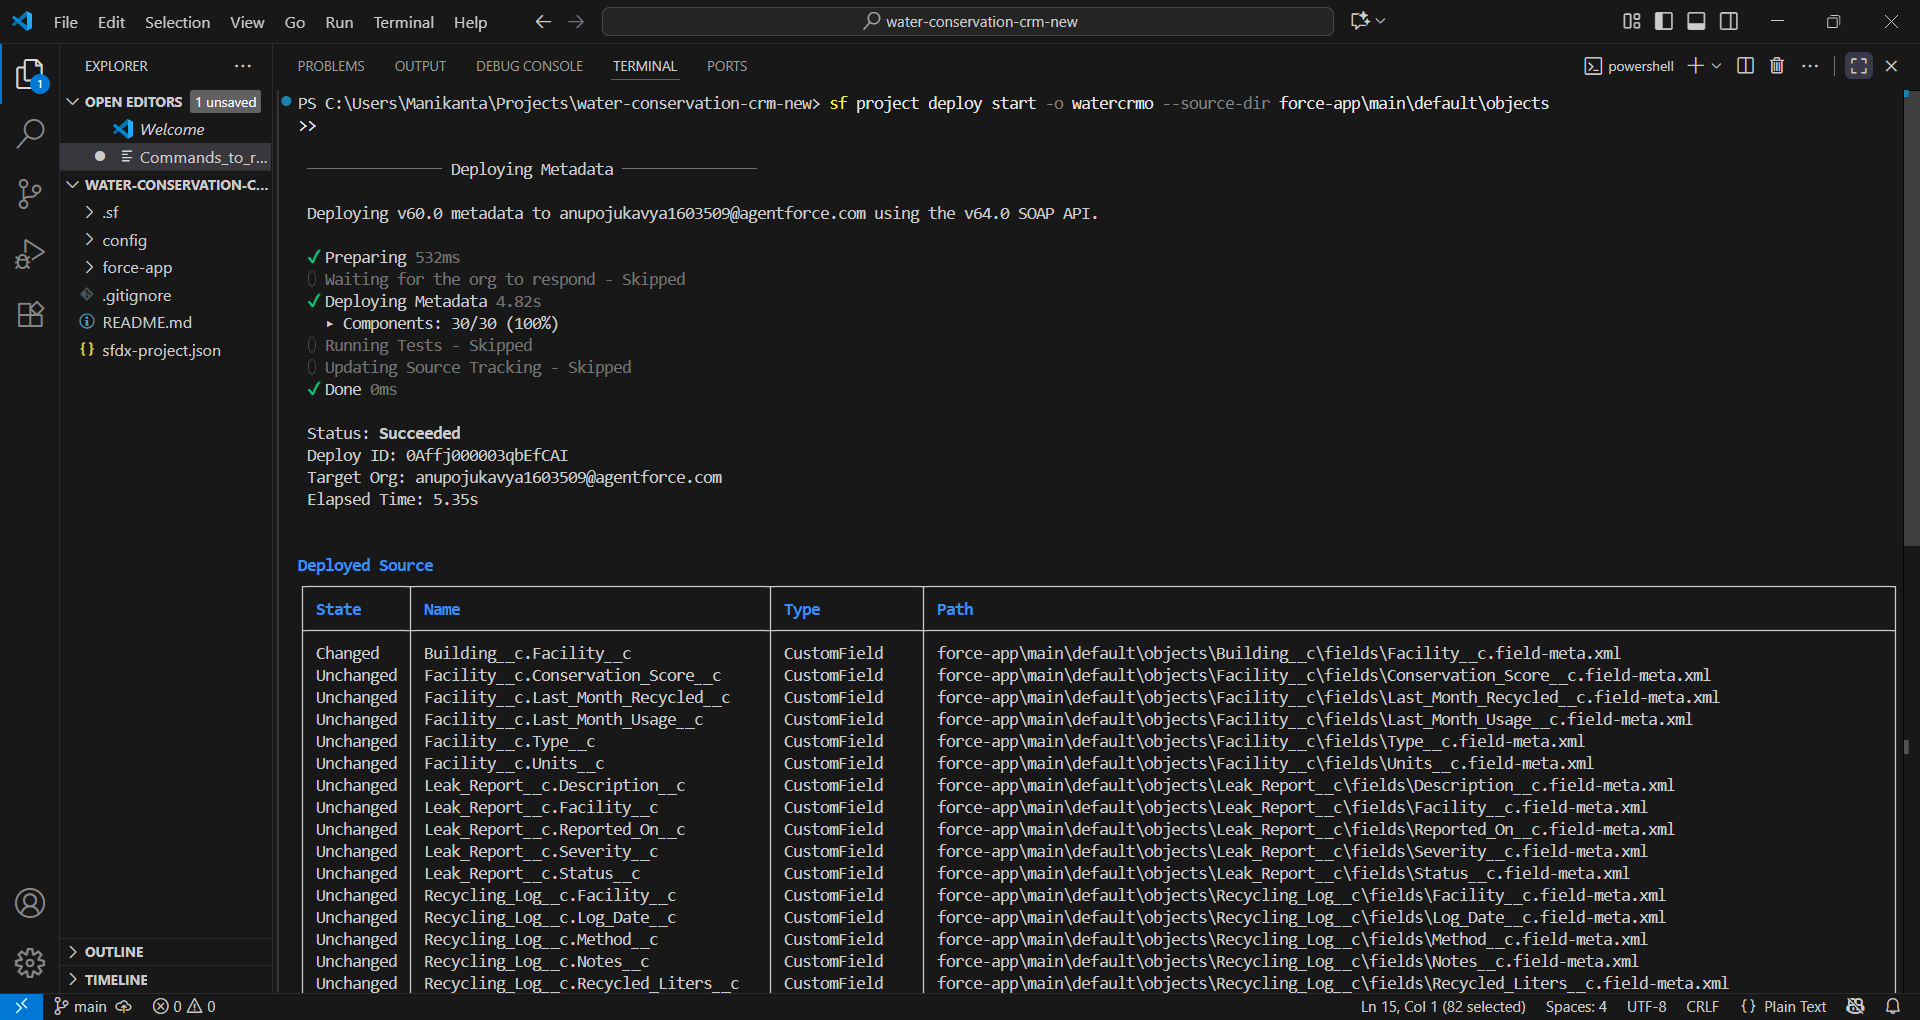 File Edit Selection View Go Run Terminal Help
water-conservation-crm-new
EXPLORER
OPEN EDITORS 1 unsaved
Welcome
Commands_to_r...
WATER-CONSERVATION-C...
.sf
config
force-app
.gitignore
README.md
sfdx-project.json
OUTLINE
TIMELINE
1
PROBLEMS OUTPUT DEBUG CONSOLE TERMINAL PORTS
powershell
PS C:\Users\Manikanta\Projects\water-conservation-crm-new> sf project deploy start -o watercrmo --source-dir force-app\main\default\objects
>>
Deploying Metadata
Deploying v60.0 metadata to anupojukavya1603509@agentforce.com using the v64.0 SOAP API.
✓ Preparing 532ms
Waiting for the org to respond - Skipped
✓ Deploying Metadata 4.82s
▸ Components: 30/30 (100%)
Running Tests - Skipped
Updating Source Tracking - Skipped
✓ Done 0ms
Status: Succeeded
Deploy ID: 0Affj000003qbEfCAI
Target Org: anupojukavya1603509@agentforce.com
Elapsed Time: 5.35s
Deployed Source
State Name Type Path
Changed Building__c.Facility__c CustomField force-app\main\default\objects\Building__c\fields\Facility__c.field-meta.xml
Unchanged Facility__c.Conservation_Score__c CustomField force-app\main\default\objects\Facility__c\fields\Conservation_Score__c.field-meta.xml
Unchanged Facility__c.Last_Month_Recycled__c CustomField force-app\main\default\objects\Facility__c\fields\Last_Month_Recycled__c.field-meta.xml
Unchanged Facility__c.Last_Month_Usage__c CustomField force-app\main\default\objects\Facility__c\fields\Last_Month_Usage__c.field-meta.xml
Unchanged Facility__c.Type__c CustomField force-app\main\default\objects\Facility__c\fields\Type__c.field-meta.xml
Unchanged Facility__c.Units__c CustomField force-app\main\default\objects\Facility__c\fields\Units__c.field-meta.xml
Unchanged Leak_Report__c.Description__c CustomField force-app\main\default\objects\Leak_Report__c\fields\Description__c.field-meta.xml
Unchanged Leak_Report__c.Facility__c CustomField force-app\main\default\objects\Leak_Report__c\fields\Facility__c.field-meta.xml
Unchanged Leak_Report__c.Reported_On__c CustomField force-app\main\default\objects\Leak_Report__c\fields\Reported_On__c.field-meta.xml
Unchanged Leak_Report__c.Severity__c CustomField force-app\main\default\objects\Leak_Report__c\fields\Severity__c.field-meta.xml
Unchanged Leak_Report__c.Status__c CustomField force-app\main\default\objects\Leak_Report__c\fields\Status__c.field-meta.xml
Unchanged Recycling_Log__c.Facility__c CustomField force-app\main\default\objects\Recycling_Log__c\fields\Facility__c.field-meta.xml
Unchanged Recycling_Log__c.Log_Date__c CustomField force-app\main\default\objects\Recycling_Log__c\fields\Log_Date__c.field-meta.xml
Unchanged Recycling_Log__c.Method__c CustomField force-app\main\default\objects\Recycling_Log__c\fields\Method__c.field-meta.xml
Unchanged Recycling_Log__c.Notes__c CustomField force-app\main\default\objects\Recycling_Log__c\fields\Notes__c.field-meta.xml
Unchanged Recycling_Log__c.Recycled_Liters__c CustomField force-app\main\default\objects\Recycling_Log__c\fields\Recycled_Liters__c.field-meta.xml
main 0 0 Ln 15, Col 1 (82 selected) Spaces: 4 UTF-8 CRLF {} Plain Text